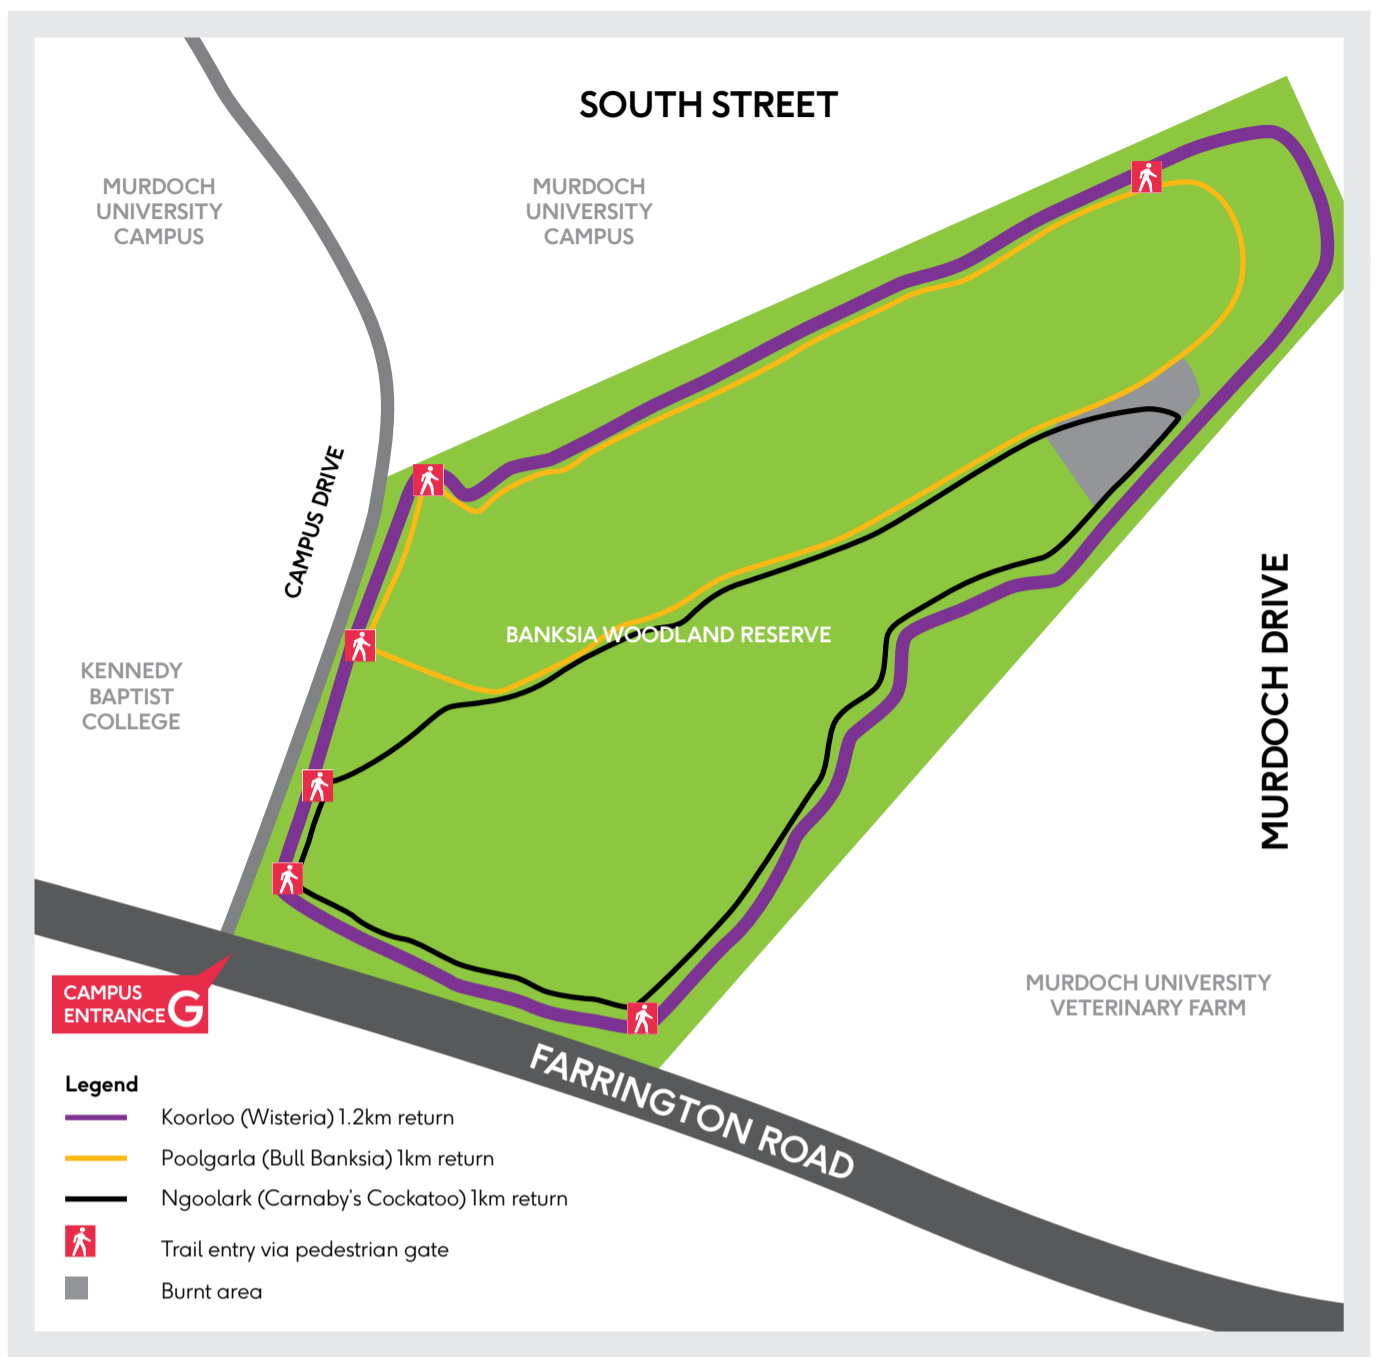 SOUTH STREET
MURDOCH
UNIVERSITY
CAMPUS
MURDOCH
UNIVERSITY
CAMPUS
CAMPUS DRIVE
BANKSIA WOODLAND RESERVE
KENNEDY
BAPTIST
COLLEGE
MURDOCH DRIVE
MURDOCH UNIVERSITY
VETERINARY FARM
CAMPUS
ENTRANCE G
FARRINGTON ROAD
Legend
Koorloo (Wisteria) 1.2km return
Poolgarla (Bull Banksia) 1km return
Ngoolark (Carnaby's Cockatoo) 1km return
Trail entry via pedestrian gate
Burnt area